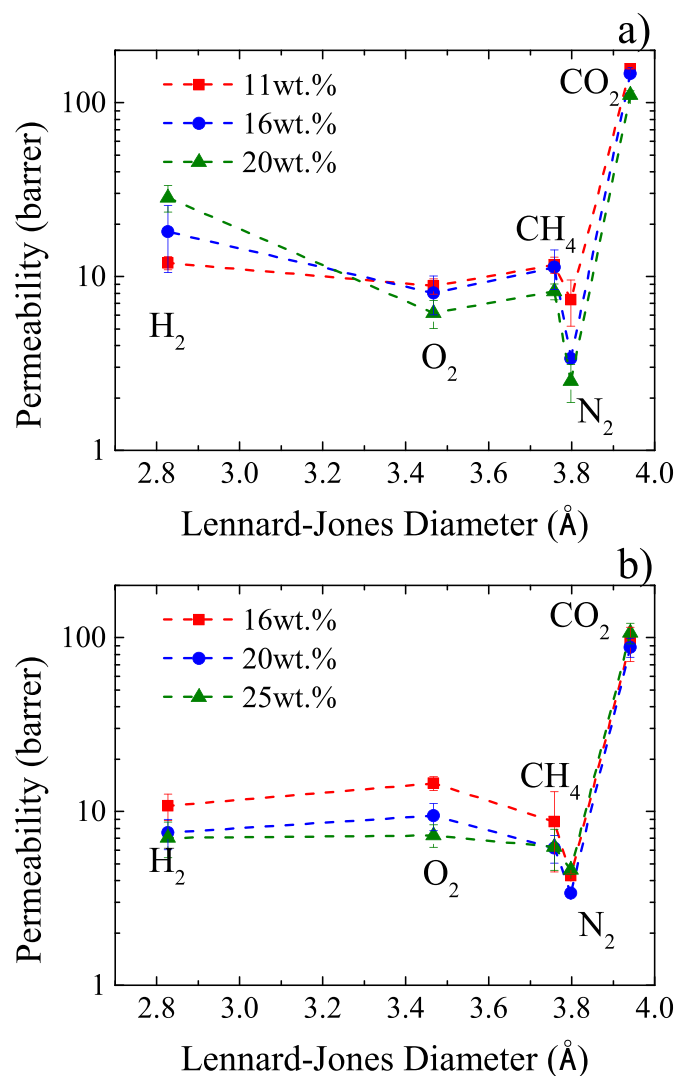 a)
11wt.%
16wt.%
20wt.%
CO2
CH4
H2
O2
N2
Permeability (barrer)
100
10
1
2.8 3.0 3.2 3.4 3.6 3.8 4.0
Lennard-Jones Diameter (Å)
b)
16wt.%
20wt.%
25wt.%
CO2
CH4
H2
O2
N2
Permeability (barrer)
100
10
1
2.8 3.0 3.2 3.4 3.6 3.8 4.0
Lennard-Jones Diameter (Å)